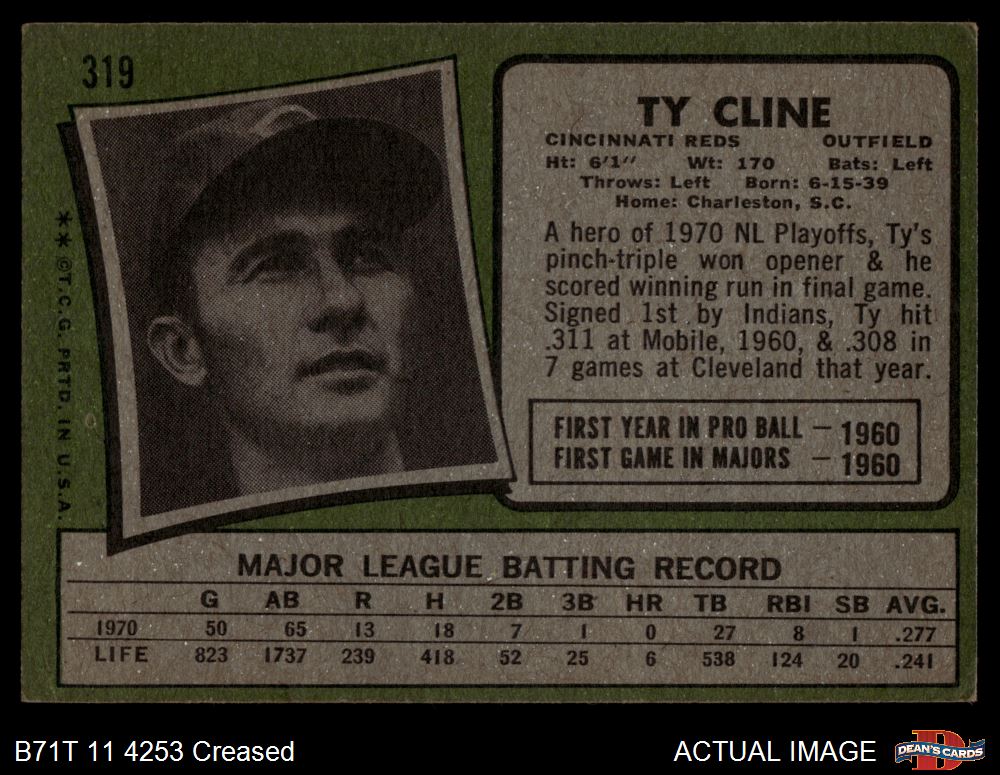 319
TY CLINE
CINCINNATI REDS OUTFIELD
Ht: 6'1" Wt: 170 Bats: Left
Throws: Left Born: 6-15-39
Home: Charleston, S.C.
A hero of 1970 NL Playoffs, Ty's
pinch-triple won opener & he
scored winning run in final game.
Signed 1st by Indians, Ty hit
.311 at Mobile, 1960, & .308 in
7 games at Cleveland that year.
FIRST YEAR IN PRO BALL — 1960
FIRST GAME IN MAJORS — 1960
** ©T.C.G. PRTD. IN U.S.A.
MAJOR LEAGUE BATTING RECORD
G AB R H 2B 3B HR TB RBI SB AVG.
1970 50 65 13 18 7 1 0 27 8 1 .277
LIFE 823 1737 239 418 52 25 6 538 124 20 .241
B71T 11 4253 Creased
ACTUAL IMAGE
D
DEAN'S CARDS